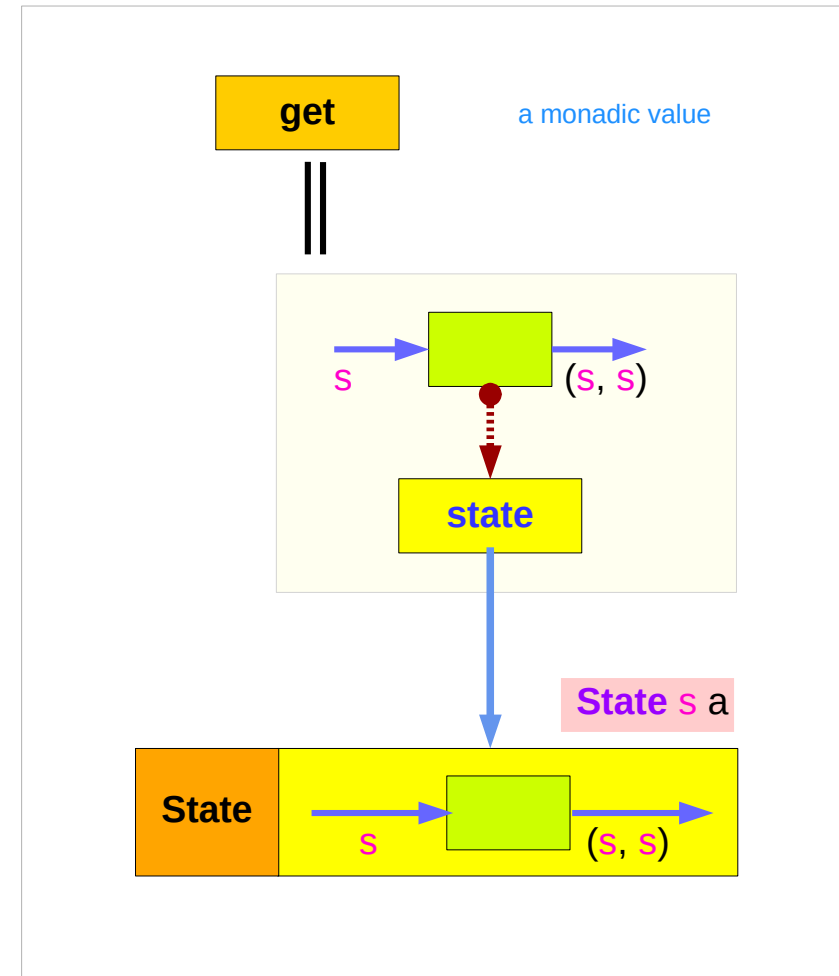 get
a monadic value
s
(s, s)
state
State s a
State
s
(s, s)